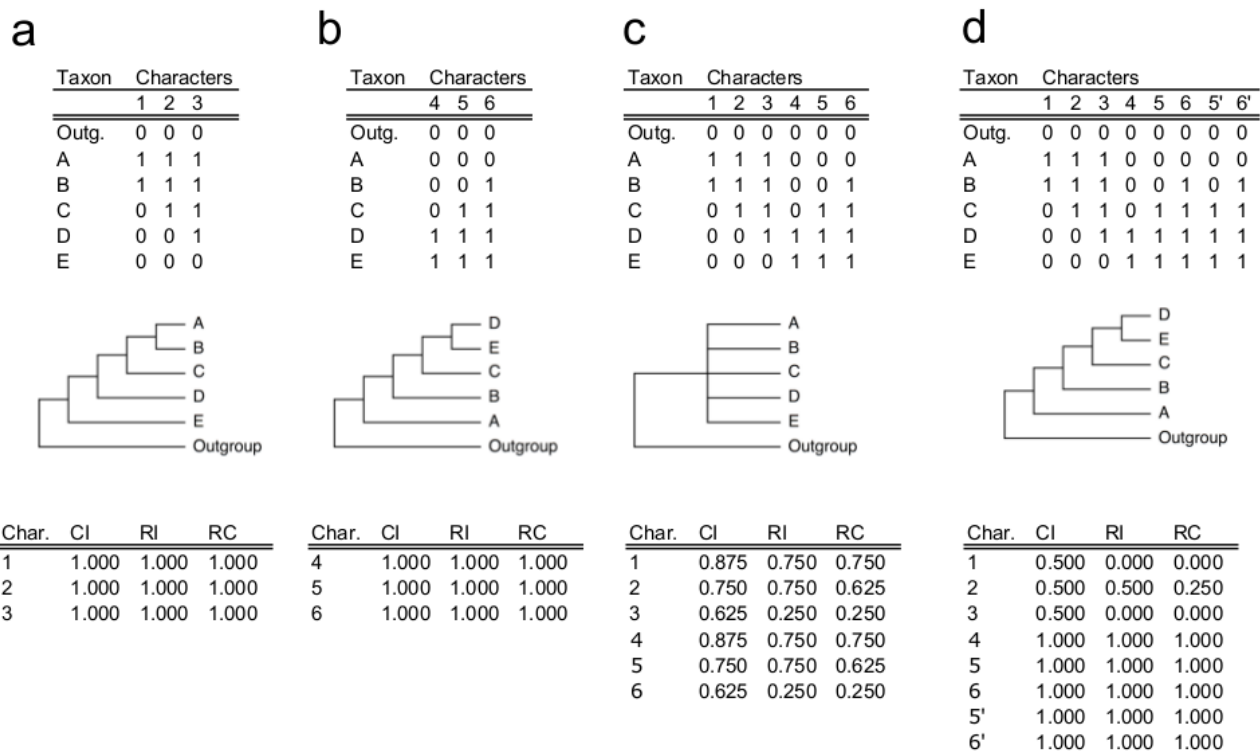 a
Taxon Characters
1 2 3
Outg. 0 0 0
A 1 1 1
B 1 1 1
C 0 1 1
D 0 0 1
E 0 0 0
A
B
C
D
E
Outgroup
Char. CI RI RC
1 1.000 1.000 1.000
2 1.000 1.000 1.000
3 1.000 1.000 1.000
b
Taxon Characters
4 5 6
Outg. 0 0 0
A 0 0 0
B 0 0 1
C 0 1 1
D 1 1 1
E 1 1 1
D
E
C
B
A
Outgroup
Char. CI RI RC
4 1.000 1.000 1.000
5 1.000 1.000 1.000
6 1.000 1.000 1.000
c
Taxon Characters
1 2 3 4 5 6
Outg. 0 0 0 0 0 0
A 1 1 1 0 0 0
B 1 1 1 0 0 1
C 0 1 1 0 1 1
D 0 0 1 1 1 1
E 0 0 0 1 1 1
A
B
C
D
E
Outgroup
Char. CI RI RC
1 0.875 0.750 0.750
2 0.750 0.750 0.625
3 0.625 0.250 0.250
4 0.875 0.750 0.750
5 0.750 0.750 0.625
6 0.625 0.250 0.250
d
Taxon Characters
1 2 3 4 5 6 5' 6'
Outg. 0 0 0 0 0 0 0 0
A 1 1 1 0 0 0 0 0
B 1 1 1 0 0 1 0 1
C 0 1 1 0 1 1 1 1
D 0 0 1 1 1 1 1 1
E 0 0 0 1 1 1 1 1
D
E
C
B
A
Outgroup
Char. CI RI RC
1 0.500 0.000 0.000
2 0.500 0.500 0.250
3 0.500 0.000 0.000
4 1.000 1.000 1.000
5 1.000 1.000 1.000
6 1.000 1.000 1.000
5' 1.000 1.000 1.000
6' 1.000 1.000 1.000